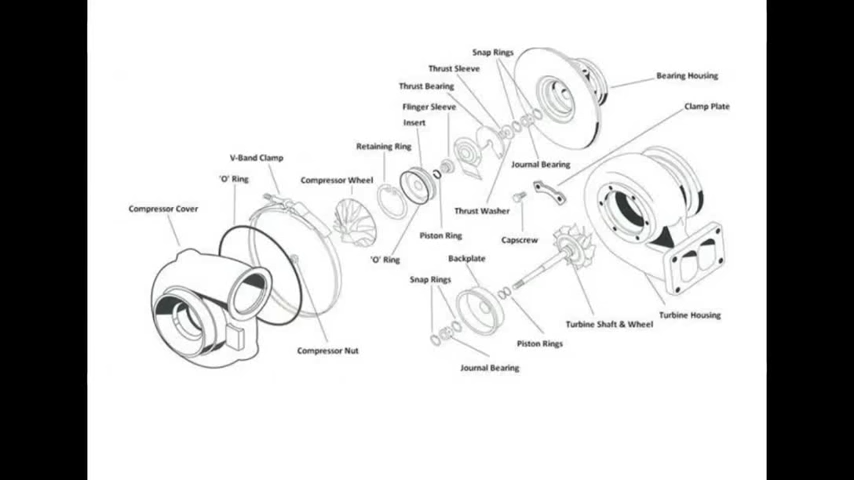 Snap Rings
Thrust Sleeve
Bearing Housing
Thrust Bearing
Flinger Sleeve
Clamp Plate
Insert
Retaining Ring
V-Band Clamp
Journal Bearing
'O' Ring
Compressor Wheel
Compressor Cover
Thrust Washer
Piston Ring
Capscrew
'O' Ring
Backplate
Snap Rings
Turbine Housing
Turbine Shaft & Wheel
Piston Rings
Compressor Nut
Journal Bearing